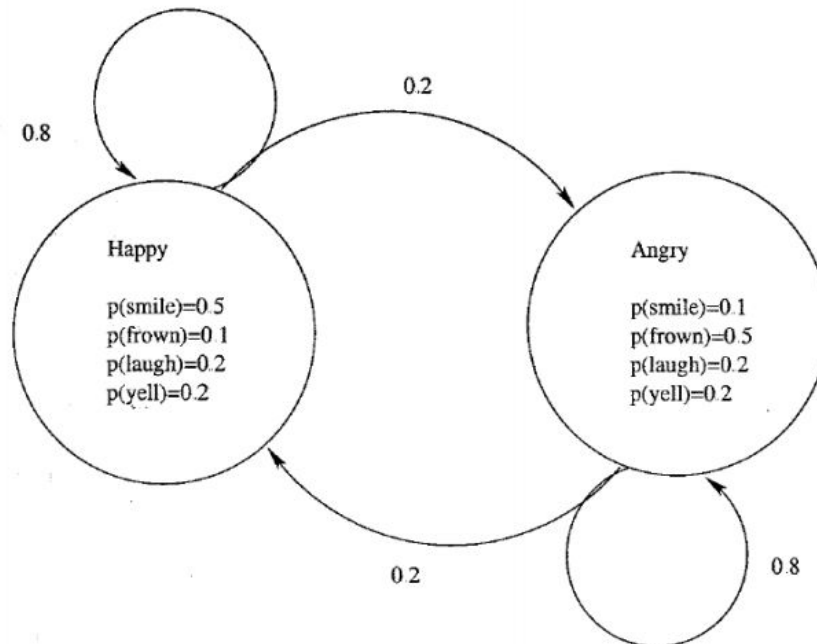 0.2
0.8
Happy
p(smile)=0.5
p(frown)=0.1
p(laugh)=0.2
p(yell)=0.2
Angry
p(smile)=0.1
p(frown)=0.5
p(laugh)=0.2
p(yell)=0.2
0.2
0.8